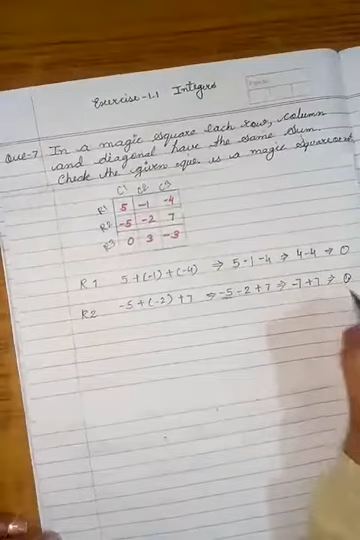 Exercise-1.1 Integers
Que-7 In a magic square each row, column
and diagonal have the same sum.
Check the given is a magic square
C1 C2 C3
R1 5 -1 -4
R2 -5 -2 7
R3 0 3 -3
R1 5+(-1)+(-4) ⇒ 5-1-4 ⇒ 4-4 ⇒ 0
R2 -5+(-2)+7 ⇒ -5-2+7 ⇒ -7+7 ⇒ 0